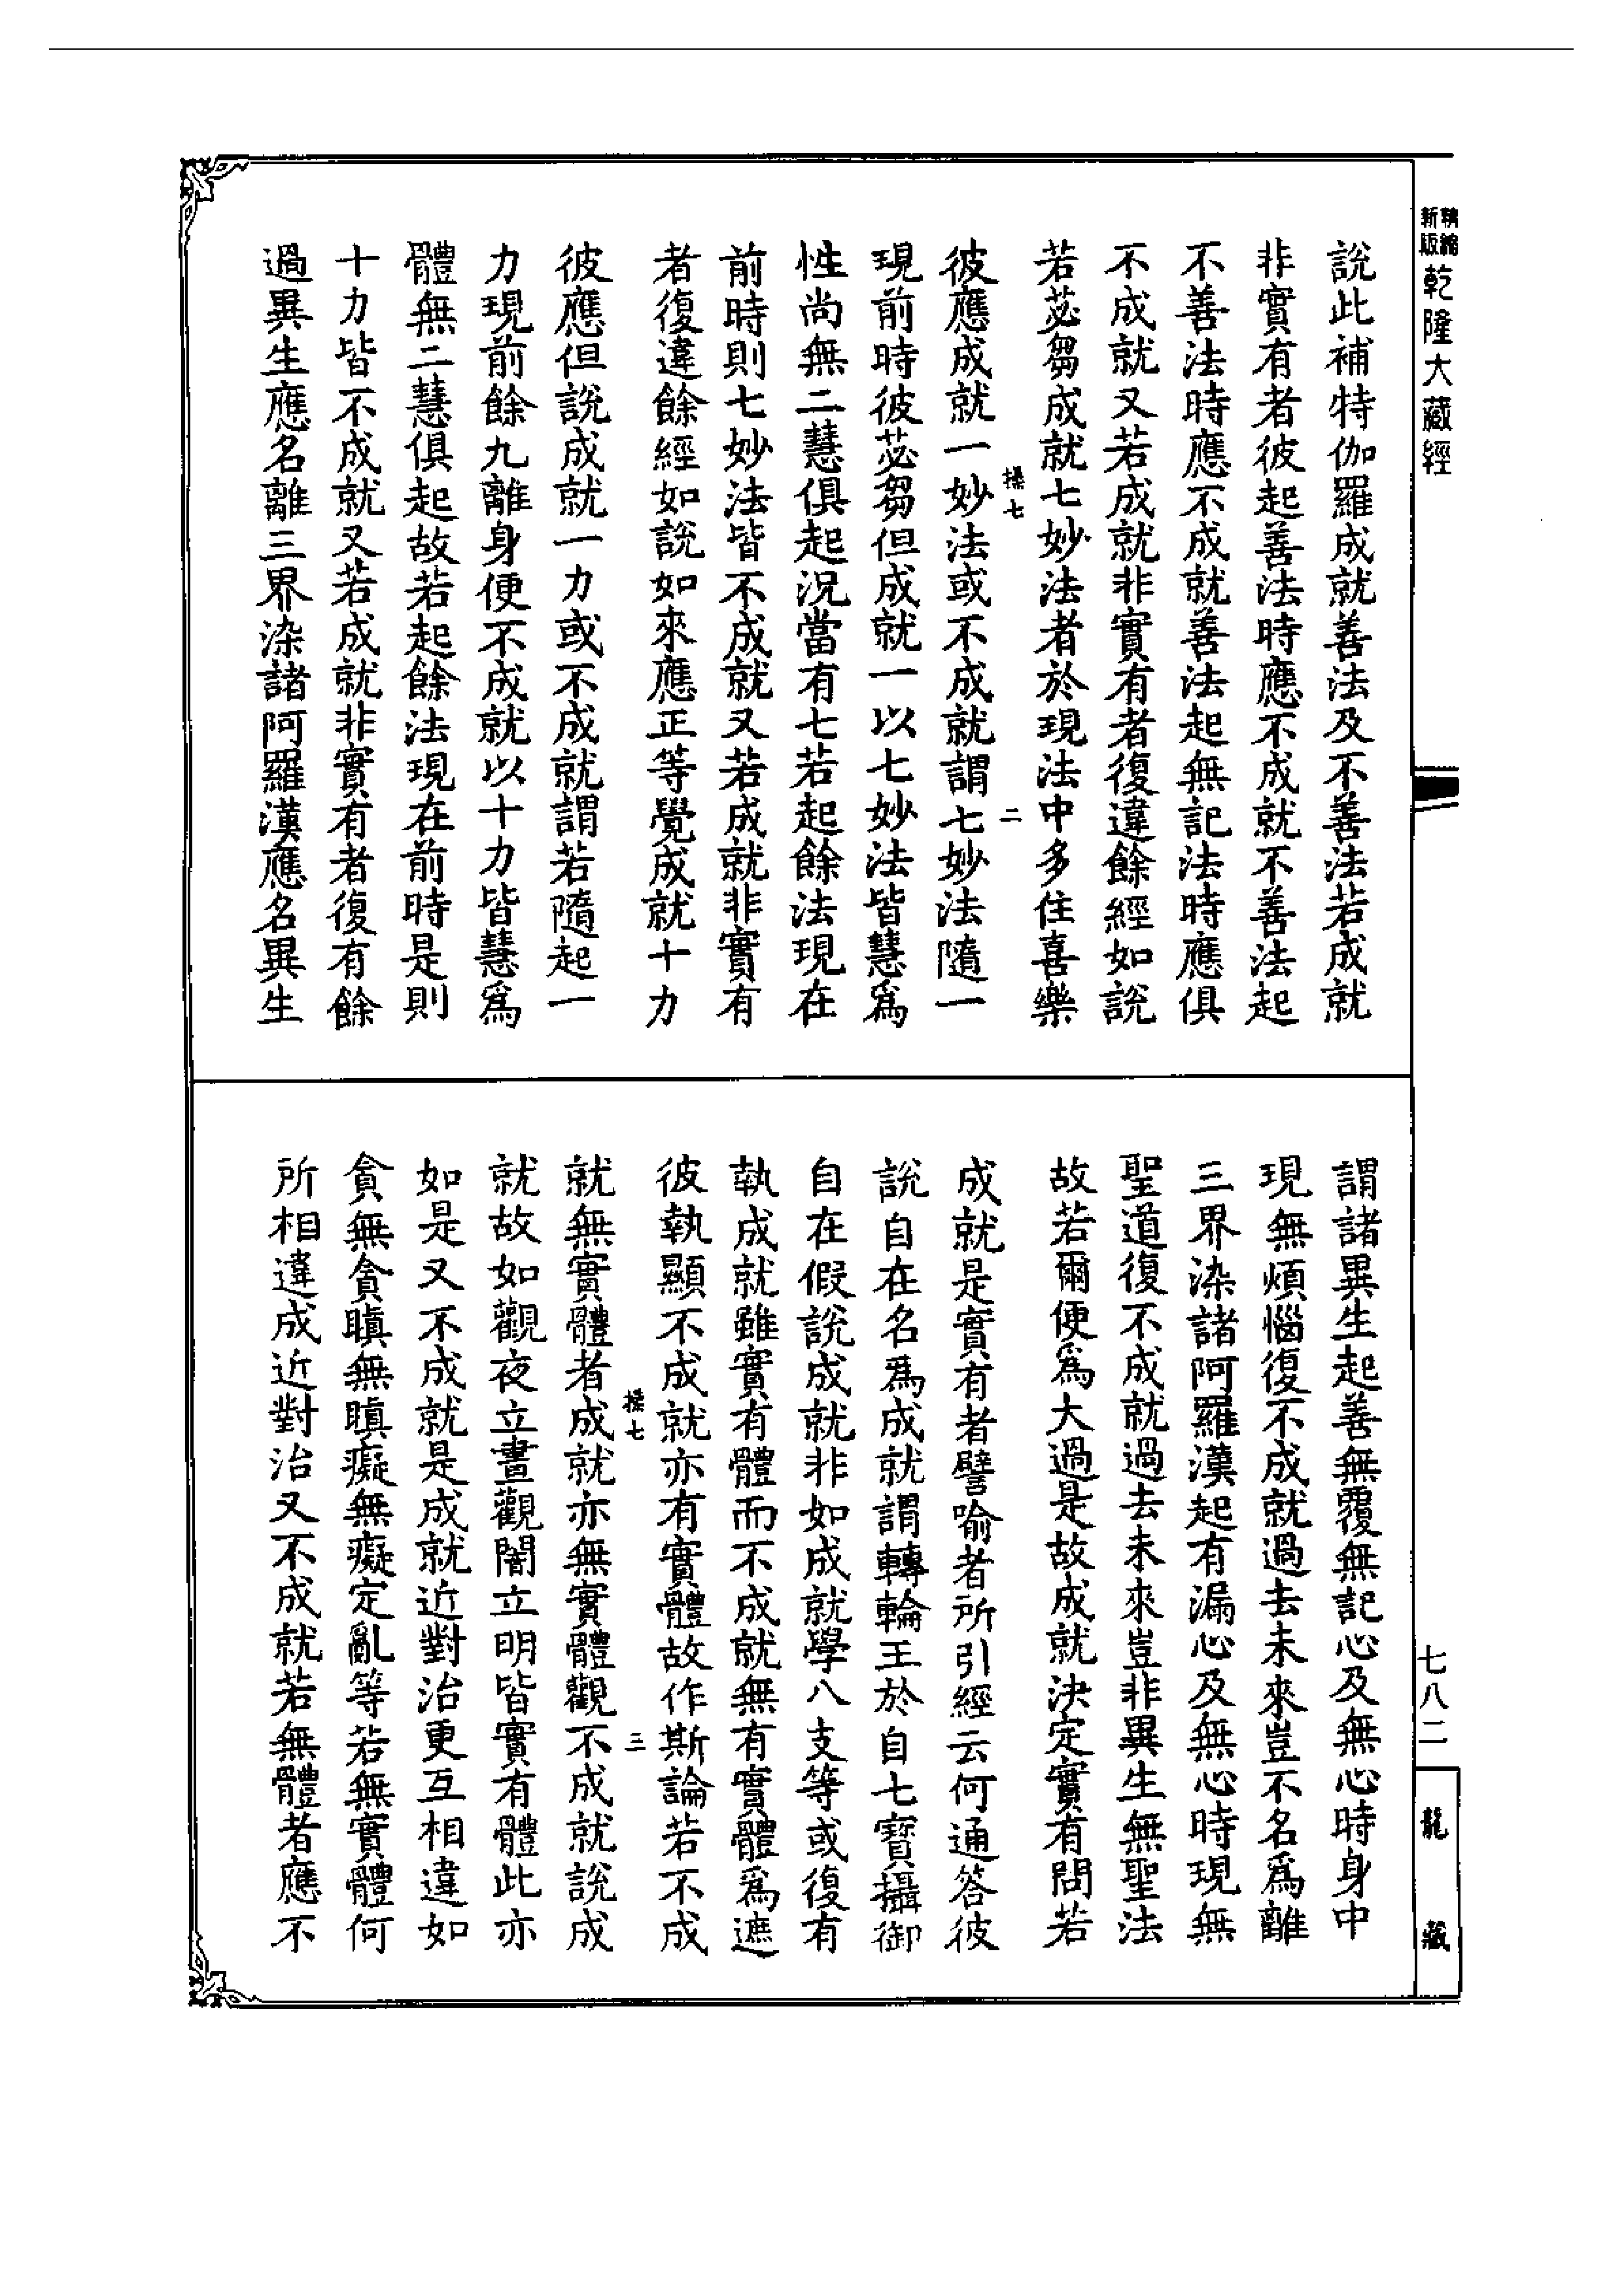 精縮新版乾隆大藏經
說此補特伽羅成就善法及不善法若成就
非實有者彼起善法時應不成就不善法起
不善法時應不成就善法起無記法時應俱
不成就又若成就非實有者復違餘經如說
若苾芻成就七妙法者於現法中多住喜樂
操七 二
彼應成就一妙法或不成就謂七妙法隨一
現前時彼苾芻但成就一以七妙法皆慧爲
性尚無二慧俱起況當有七若起餘法現在
前時則七妙法皆不成就又若成就非實有
者復違餘經如說如來應正等覺成就十力
彼應但說成就一力或不成就謂若隨起一
力現前餘九離身便不成就以十力皆慧爲
體無二慧俱起故若起餘法現在前時是則
十力皆不成就又若成就非實有者復有餘
過異生應名離三界染諸阿羅漢應名異生
謂諸異生起善無覆無記心及無心時身中
現無煩惱復不成就過去未來豈不名爲離
三界染諸阿羅漢起有漏心及無心時現無
聖道復不成就過去未來豈非異生無聖法
故若爾便爲大過是故成就決定實有問若
成就是實有者譬喻者所引經云何通答彼
說自在名爲成就謂轉輪王於自七寶攝御
自在假說成就非如成就學八支等或復有
執成就雖實有體而不成就無有實體爲遮
彼執顯不成就亦有實體故作斯論若不成
操七 三
就無實體者成就亦無實體觀不成就說成
就故如觀夜立晝觀闇立明皆實有體此亦
如是又不成就是成就近對治更互相違如
貪無貪瞋無瞋癡無癡定亂等若無實體何
所相違成近對治又不成就若無體者應不
七八二
龍藏